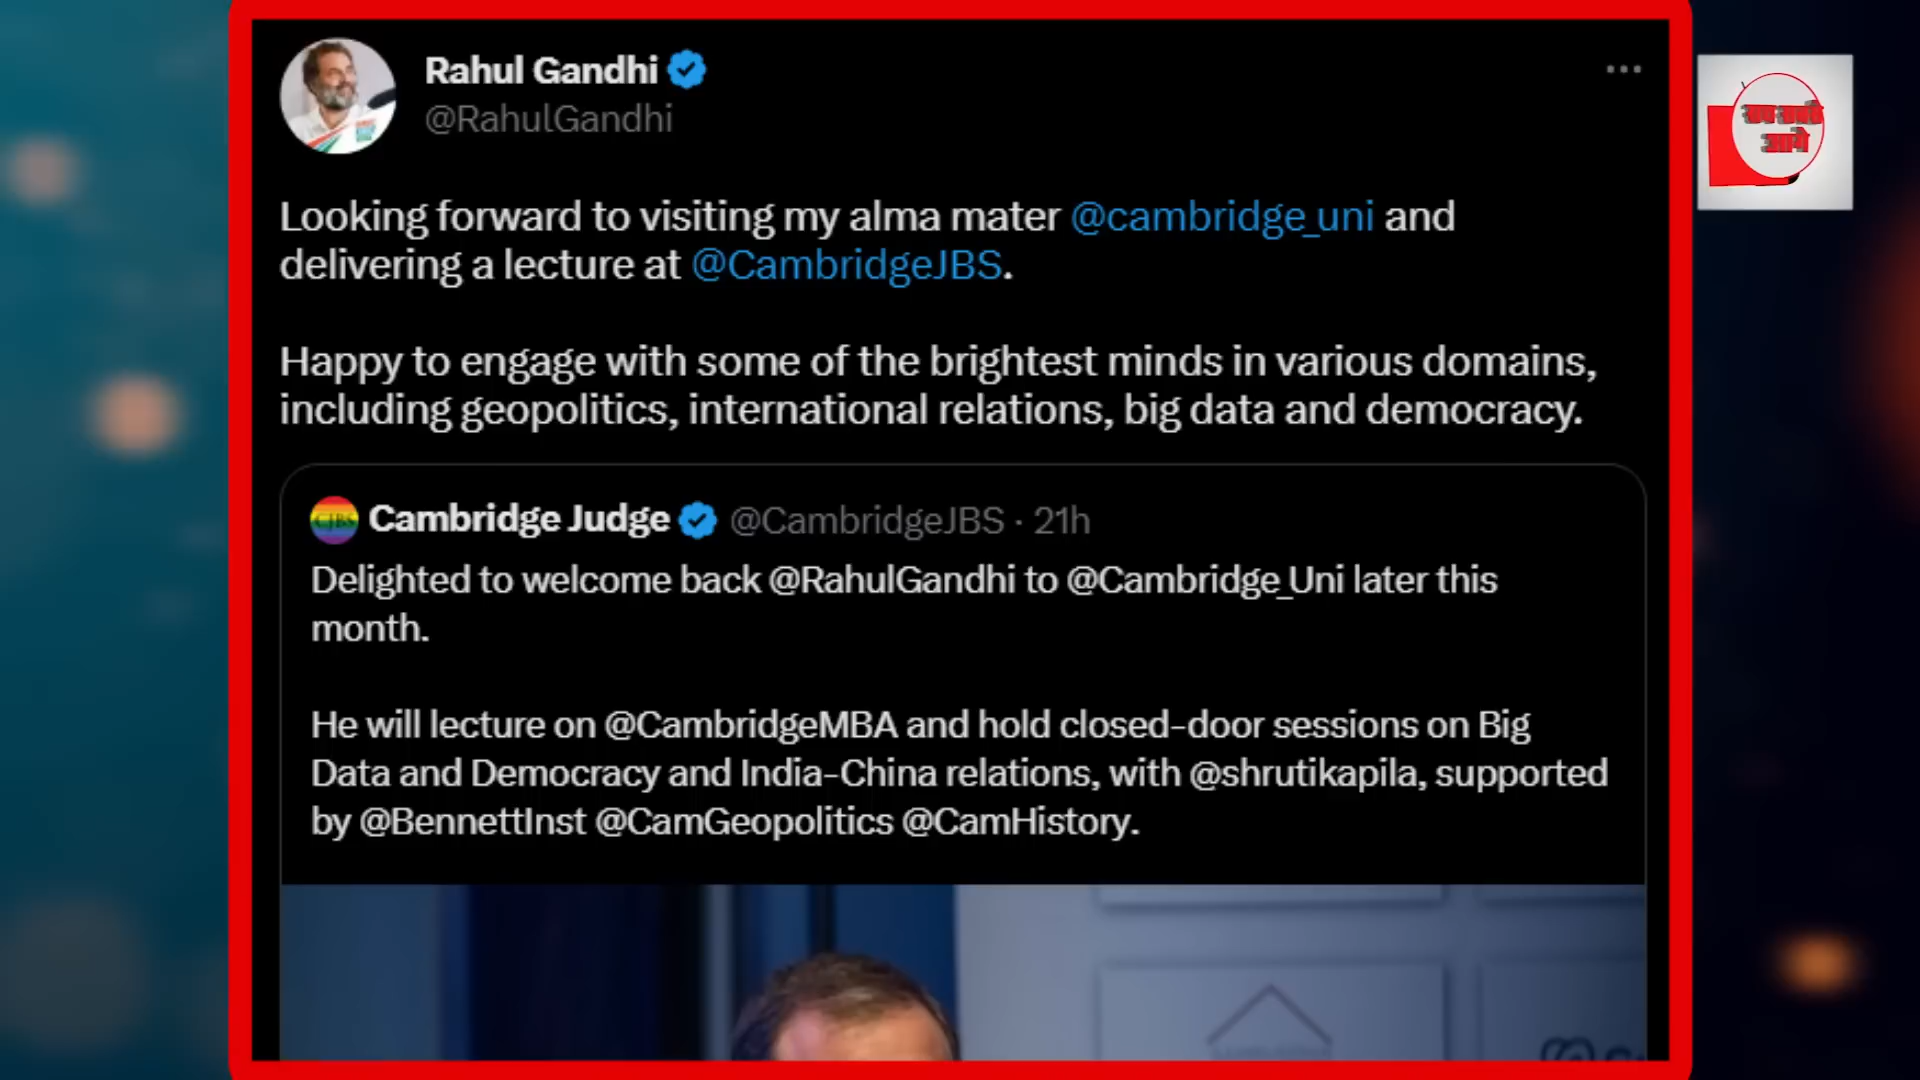 Rahul Gandhi
@RahulGandhi
Looking forward to visiting my alma mater @cambridge_uni and
delivering a lecture at @CambridgeJBS.
Happy to engage with some of the brightest minds in various domains,
including geopolitics, international relations, big data and democracy.
CJBS Cambridge Judge @CambridgeJBS · 21h
Delighted to welcome back @RahulGandhi to @Cambridge_Uni later this
month.
He will lecture on @CambridgeMBA and hold closed-door sessions on Big
Data and Democracy and India-China relations, with @shrutikapila, supported
by @BennettInst @CamGeopolitics @CamHistory.
आगे